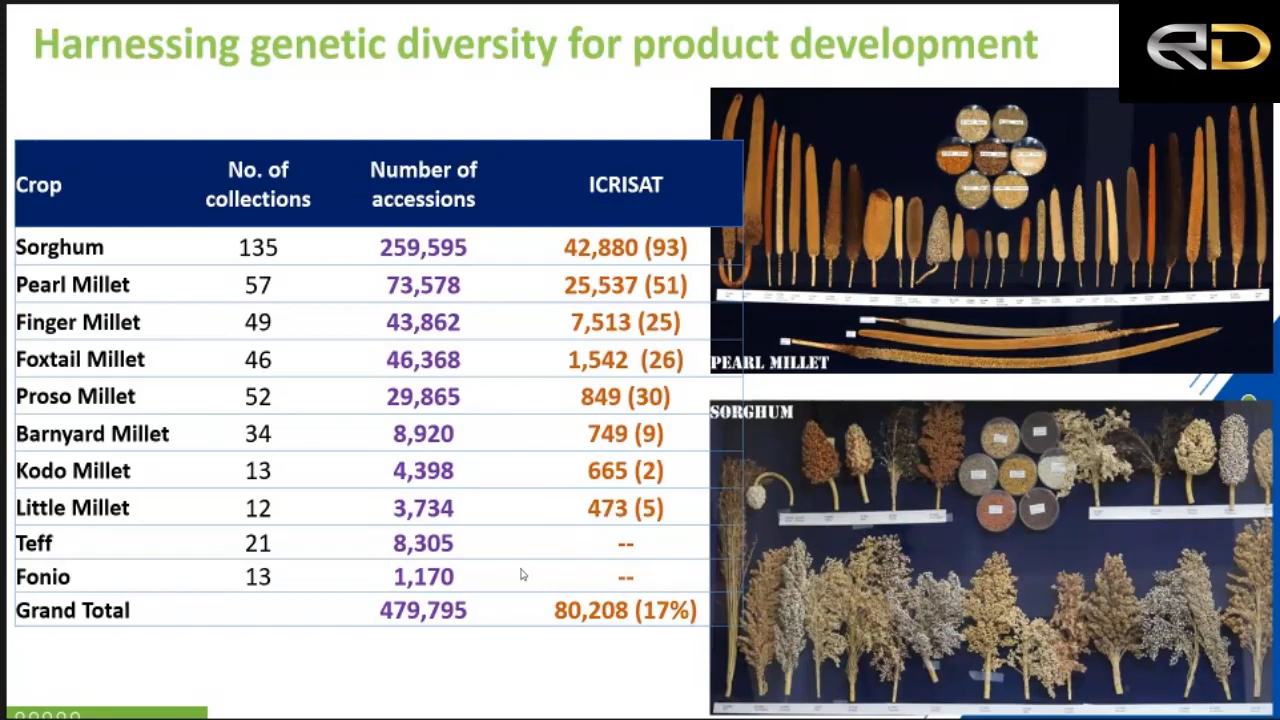 Harnessing genetic diversity for product development
RD
Crop No. of collections Number of accessions ICRISAT
Sorghum 135 259,595 42,880 (93)
Pearl Millet 57 73,578 25,537 (51)
Finger Millet 49 43,862 7,513 (25)
Foxtail Millet 46 46,368 1,542 (26)
Proso Millet 52 29,865 849 (30)
Barnyard Millet 34 8,920 749 (9)
Kodo Millet 13 4,398 665 (2)
Little Millet 12 3,734 473 (5)
Teff 21 8,305 --
Fonio 13 1,170 --
Grand Total 479,795 80,208 (17%)
PEARL MILLET
SORGHUM